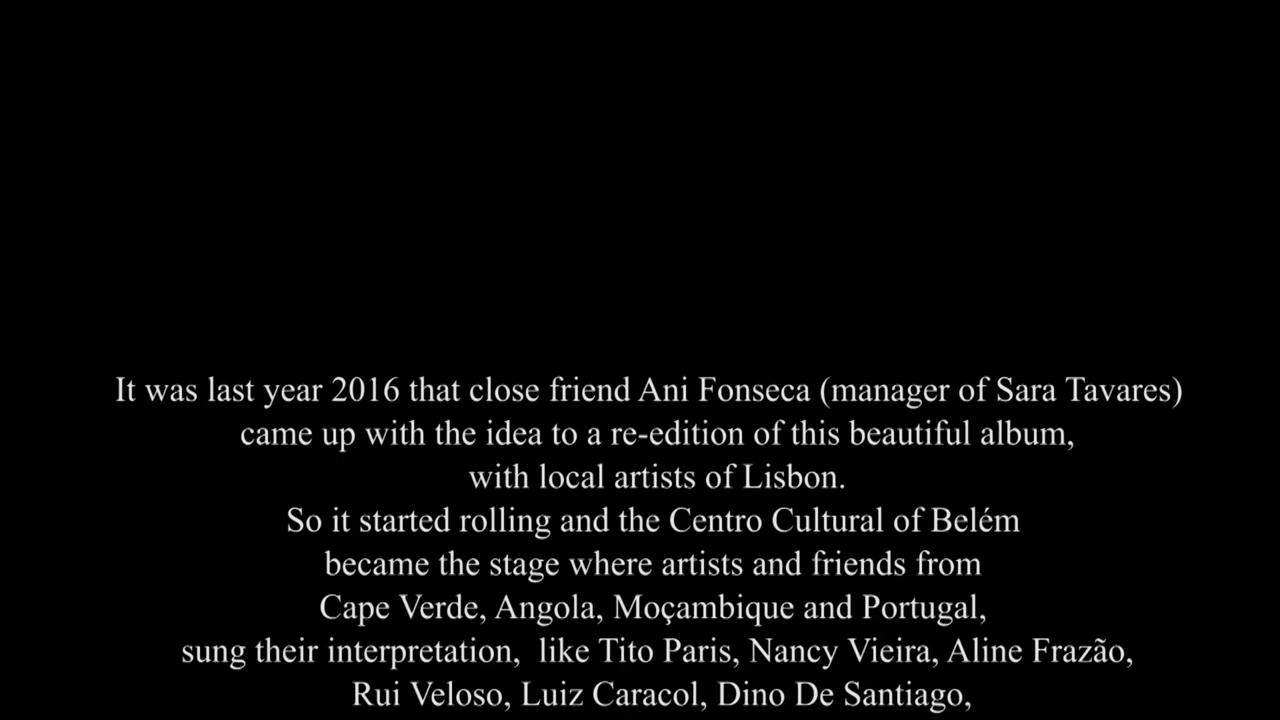 It was last year 2016 that close friend Ani Fonseca (manager of Sara Tavares)
came up with the idea to a re-edition of this beautiful album,
with local artists of Lisbon.
So it started rolling and the Centro Cultural of Belém
became the stage where artists and friends from
Cape Verde, Angola, Moçambique and Portugal,
sung their interpretation,  like Tito Paris, Nancy Vieira, Aline Frazão,
Rui Veloso, Luiz Caracol, Dino De Santiago,